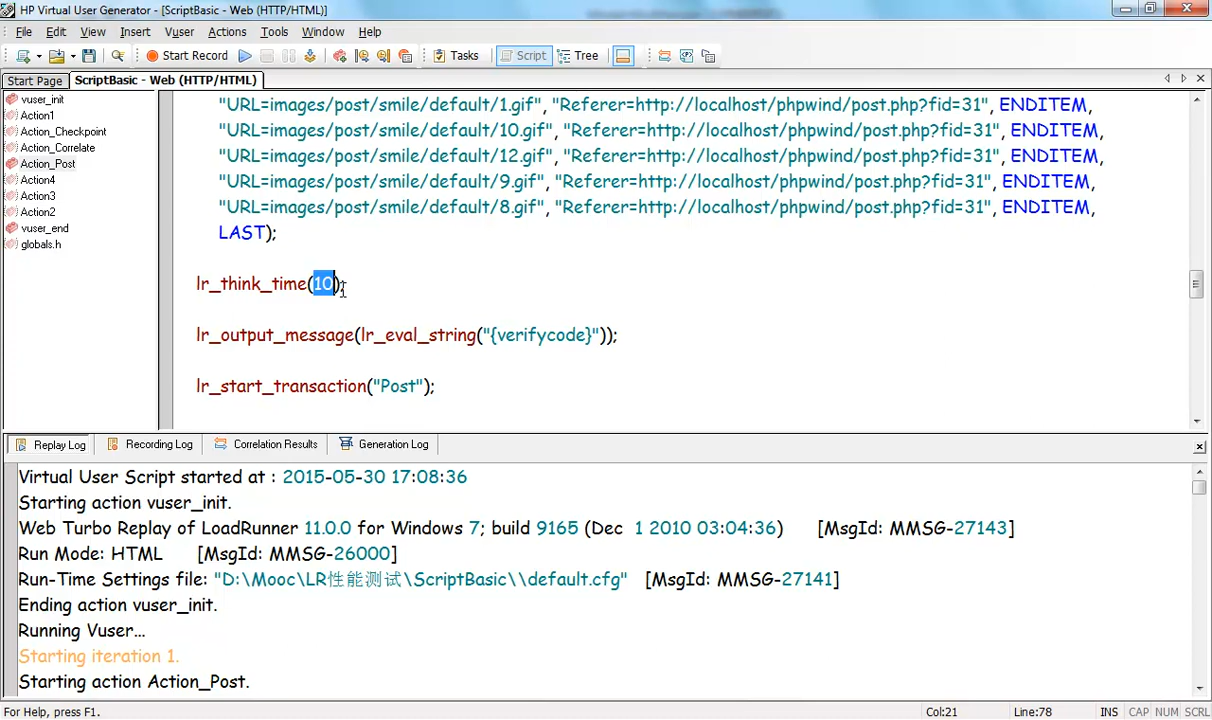 HP Virtual User Generator - [ScriptBasic - Web (HTTP/HTML)]
File Edit View Insert Vuser Actions Tools Window Help
Start Record Tasks Script Tree
Start Page ScriptBasic - Web (HTTP/HTML)
vuser_init
Action1
Action_Checkpoint
Action_Correlate
Action_Post
Action4
Action3
Action2
vuser_end
globals.h
"URL=images/post/smile/default/1.gif", "Referer=http://localhost/phpwind/post.php?fid=31", ENDITEM,
"URL=images/post/smile/default/10.gif", "Referer=http://localhost/phpwind/post.php?fid=31", ENDITEM,
"URL=images/post/smile/default/12.gif", "Referer=http://localhost/phpwind/post.php?fid=31", ENDITEM,
"URL=images/post/smile/default/9.gif", "Referer=http://localhost/phpwind/post.php?fid=31", ENDITEM,
"URL=images/post/smile/default/8.gif", "Referer=http://localhost/phpwind/post.php?fid=31", ENDITEM,
LAST);
lr_think_time(10);
lr_output_message(lr_eval_string("{verifycode}"));
lr_start_transaction("Post");
Replay Log Recording Log Correlation Results Generation Log
Virtual User Script started at : 2015-05-30 17:08:36
Starting action vuser_init.
Web Turbo Replay of LoadRunner 11.0.0 for Windows 7; build 9165 (Dec 1 2010 03:04:36) [MsgId: MMSG-27143]
Run Mode: HTML [MsgId: MMSG-26000]
Run-Time Settings file: "D:\Mooc\LR性能测试\ScriptBasic\\default.cfg" [MsgId: MMSG-27141]
Ending action vuser_init.
Running Vuser...
Starting iteration 1.
Starting action Action_Post.
For Help, press F1. Col:21 Line:78 INS CAP NUM SCRL